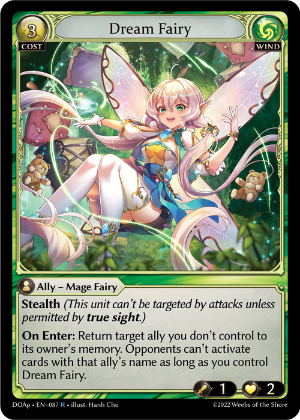 3
Dream Fairy
COST
WIND
Ally – Mage Fairy
Stealth (This unit can't be targeted by attacks unless
permitted by true sight.)
On Enter: Return target ally you don't control to
its owner's memory. Opponents can't activate
cards with that ally's name as long as you control
Dream Fairy.
1
2
DOAp • EN-087 R • illust: Hanh Chu
©2022 Weebs of the Shore